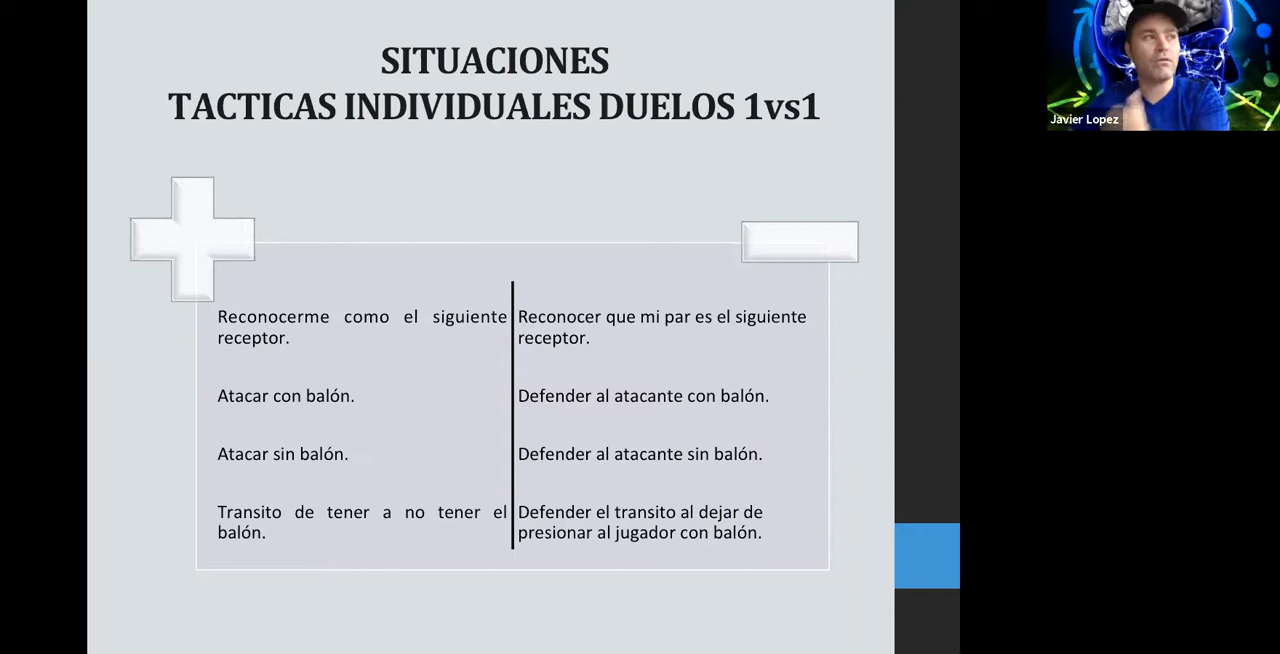 SITUACIONES
TACTICAS INDIVIDUALES DUELOS 1vs1
Javier Lopez
Reconocerme como el siguiente
receptor.
Atacar con balón.
Atacar sin balón.
Transito de tener a no tener el
balón.
Reconocer que mi par es el siguiente
receptor.
Defender al atacante con balón.
Defender al atacante sin balón.
Defender el transito al dejar de
presionar al jugador con balón.